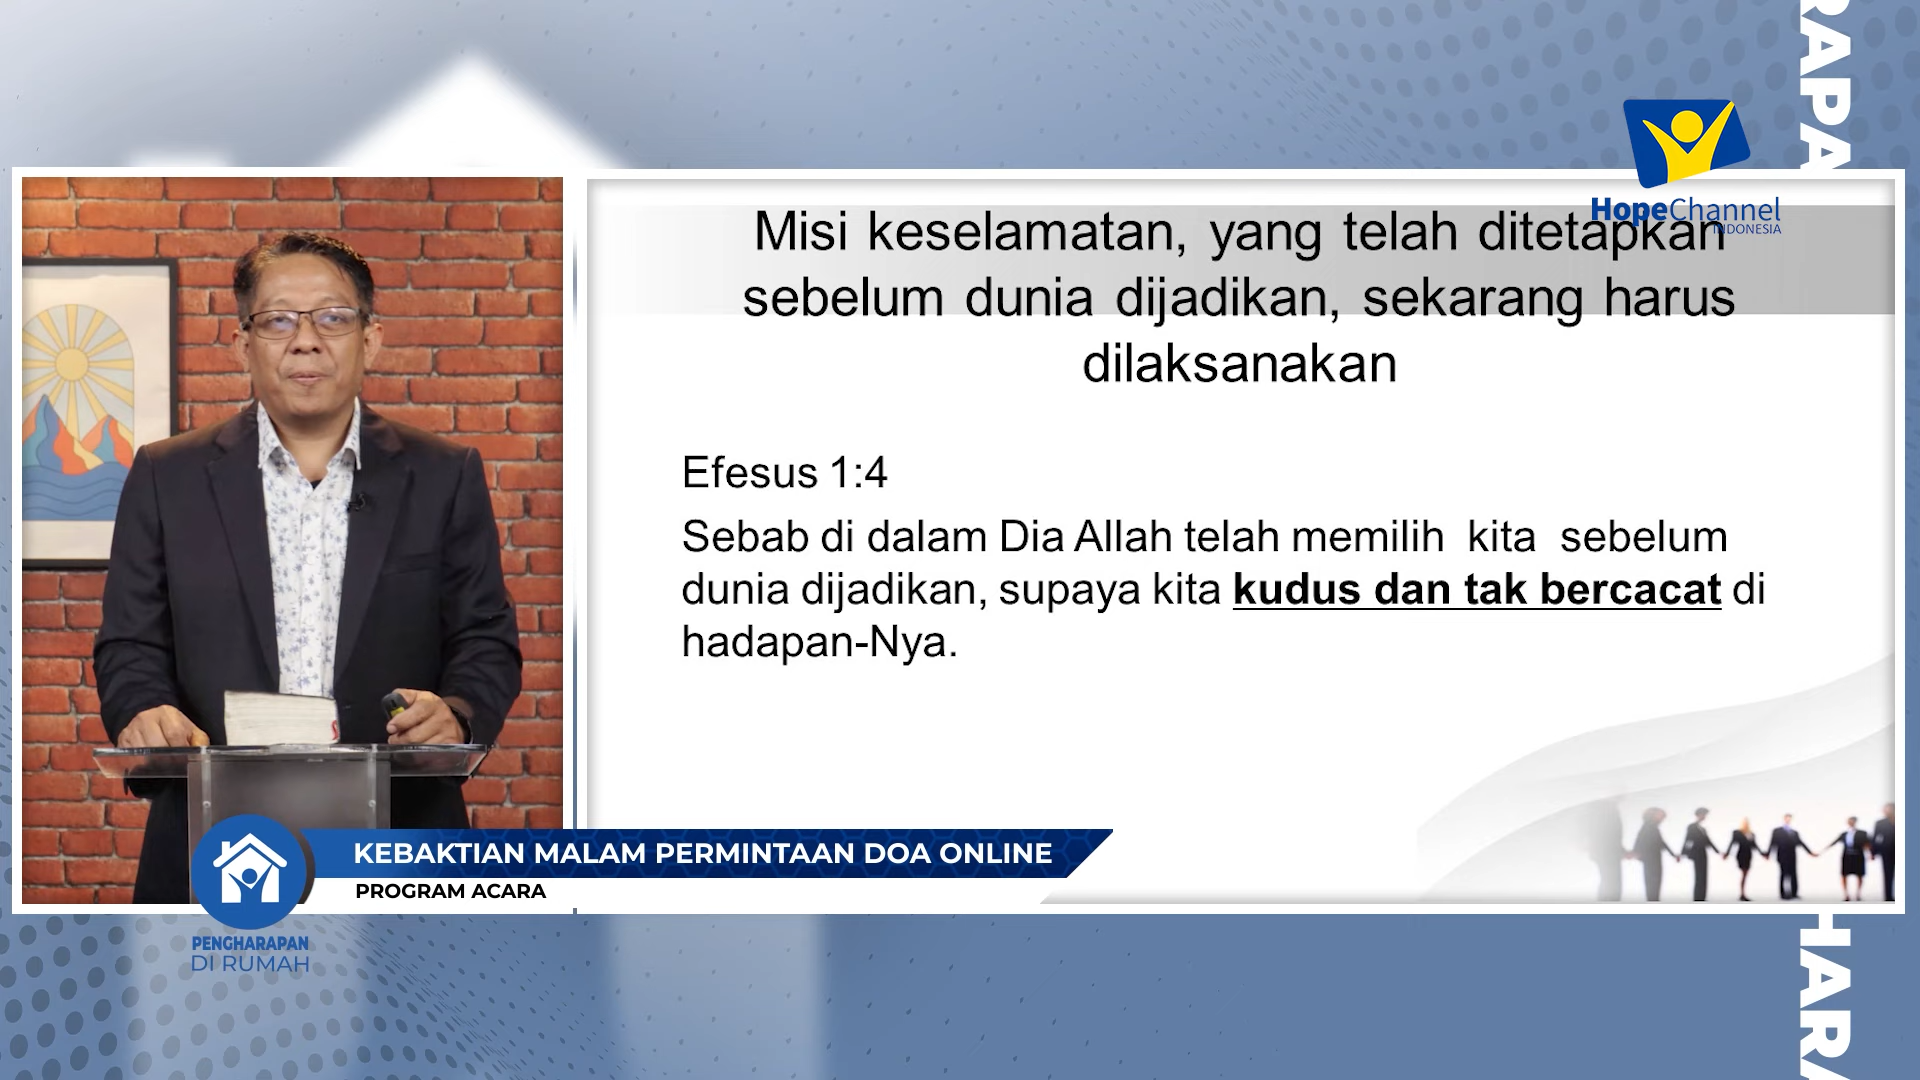 RAPA
HopeChannel
INDONESIA
Misi keselamatan, yang telah ditetapkan
sebelum dunia dijadikan, sekarang harus
dilaksanakan
Efesus 1:4
Sebab di dalam Dia Allah telah memilih kita sebelum
dunia dijadikan, supaya kita kudus dan tak bercacat di
hadapan-Nya.
KEBAKTIAN MALAM PERMINTAAN DOA ONLINE
PROGRAM ACARA
PENGHARAPAN
DI RUMAH
HARA